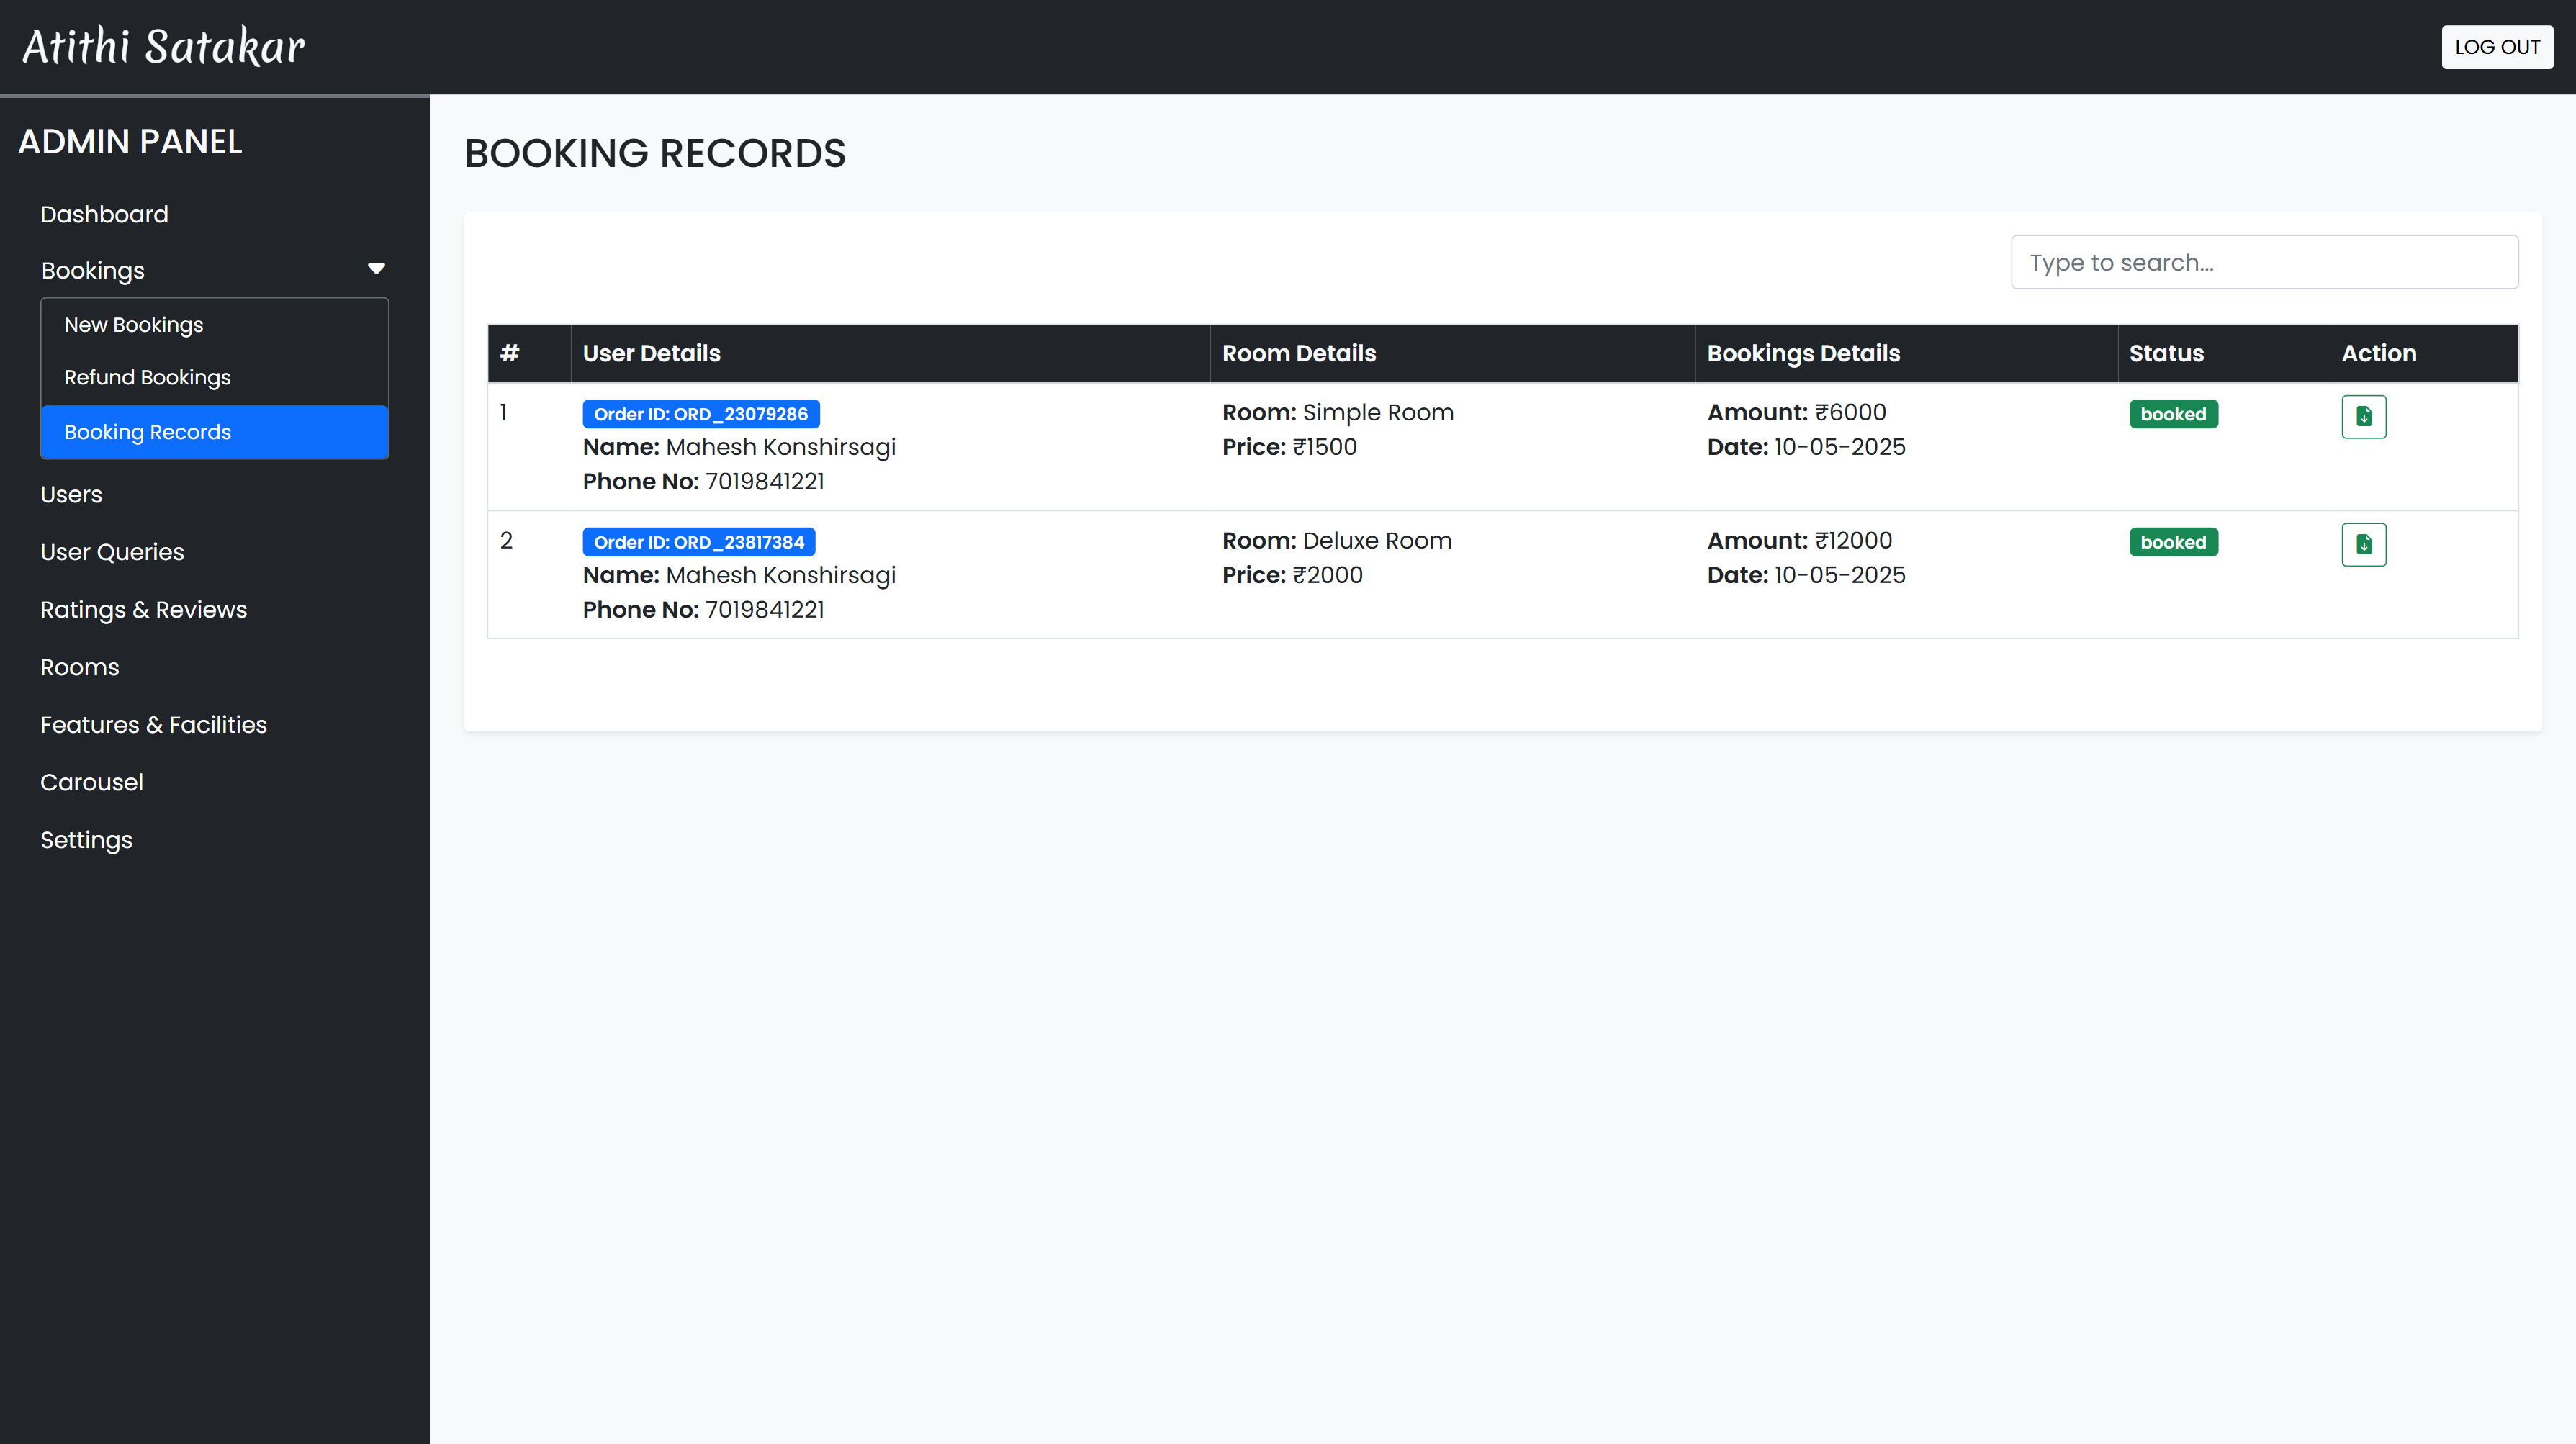 Atithi Satakar
LOG OUT
ADMIN PANEL
Dashboard
Bookings
New Bookings
Refund Bookings
Booking Records
Users
User Queries
Ratings & Reviews
Rooms
Features & Facilities
Carousel
Settings
BOOKING RECORDS
Type to search...
# User Details Room Details Bookings Details Status Action
1 Order ID: ORD_23079286 Room: Simple Room Amount: ₹6000 booked
Name: Mahesh Konshirsagi Price: ₹1500 Date: 10-05-2025
Phone No: 7019841221
2 Order ID: ORD_23817384 Room: Deluxe Room Amount: ₹12000 booked
Name: Mahesh Konshirsagi Price: ₹2000 Date: 10-05-2025
Phone No: 7019841221